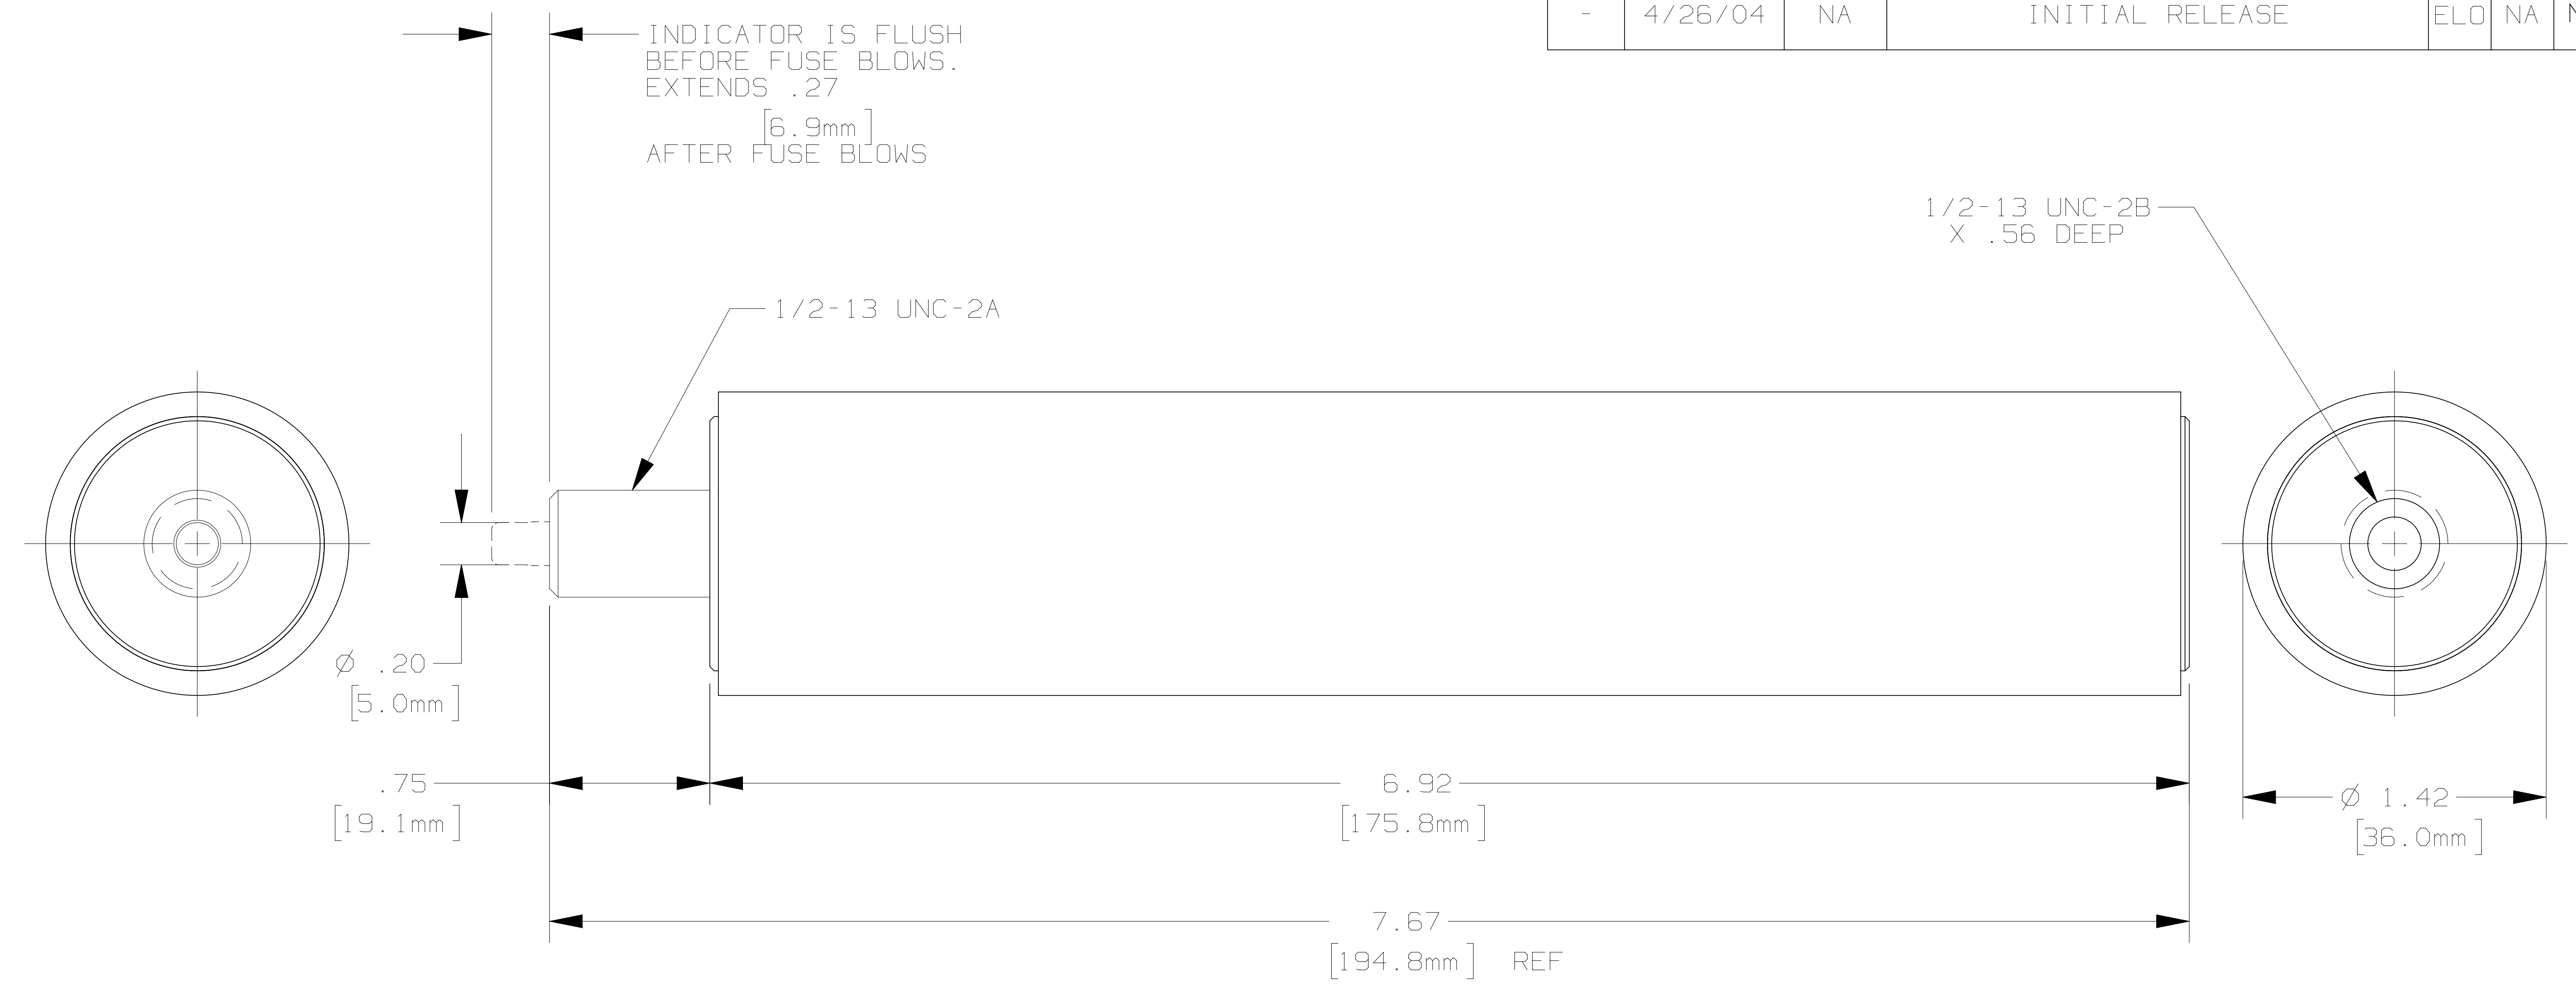 - 4/26/04 NA INITIAL RELEASE ELO NA
INDICATOR IS FLUSH
BEFORE FUSE BLOWS.
EXTENDS .27
[6.9mm]
AFTER FUSE BLOWS
1/2-13 UNC-2B
X .56 DEEP
1/2-13 UNC-2A
Ø .20
[5.0mm]
.75
[19.1mm]
6.92
[175.8mm]
Ø 1.42
[36.0mm]
7.67
[194.8mm] REF